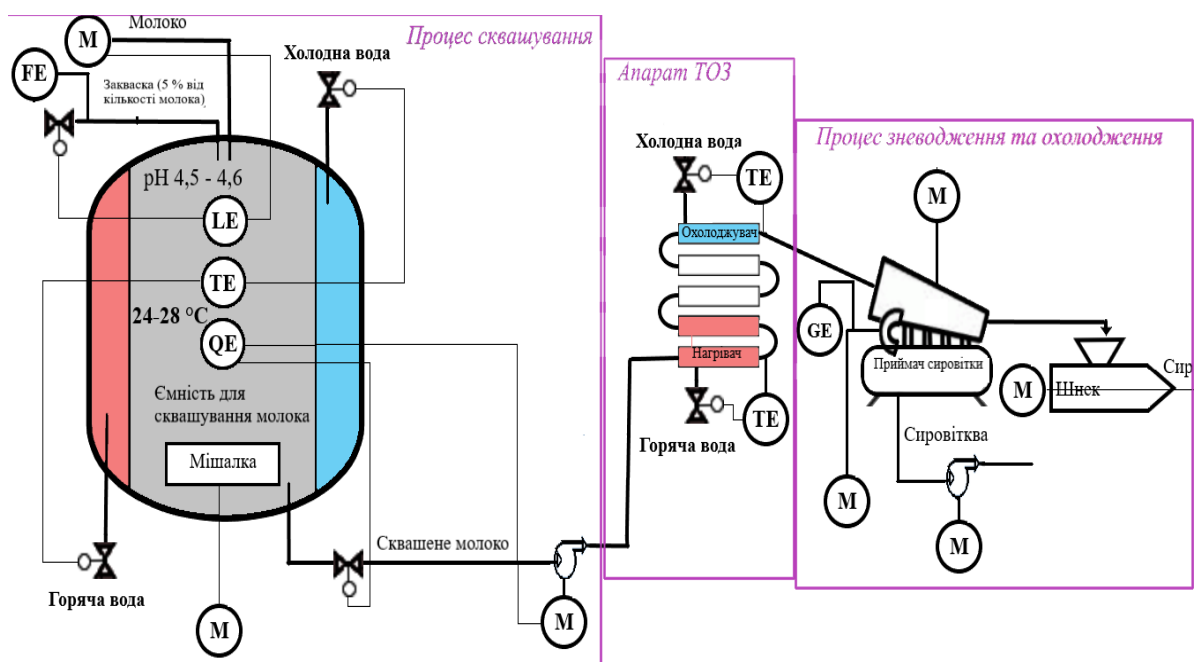 Молоко
Процес сквашування
M
Холодна вода
FE
Закваска (5 % від
кількості молока)
Апарат ТОЗ
Процес зневодження та охолодження
Холодна вода
pH 4,5 - 4,6
TE
M
LE
Охолоджувач
TE
24-28 °C
GE
QE
Нагрівач
Приймач сировітки
Сир
M
Шнек
Ємність для
сквашування молока
TE
Горяча вода
Сировітква
Мішалка
M
Сквашене молоко
M
Горяча вода
M
M